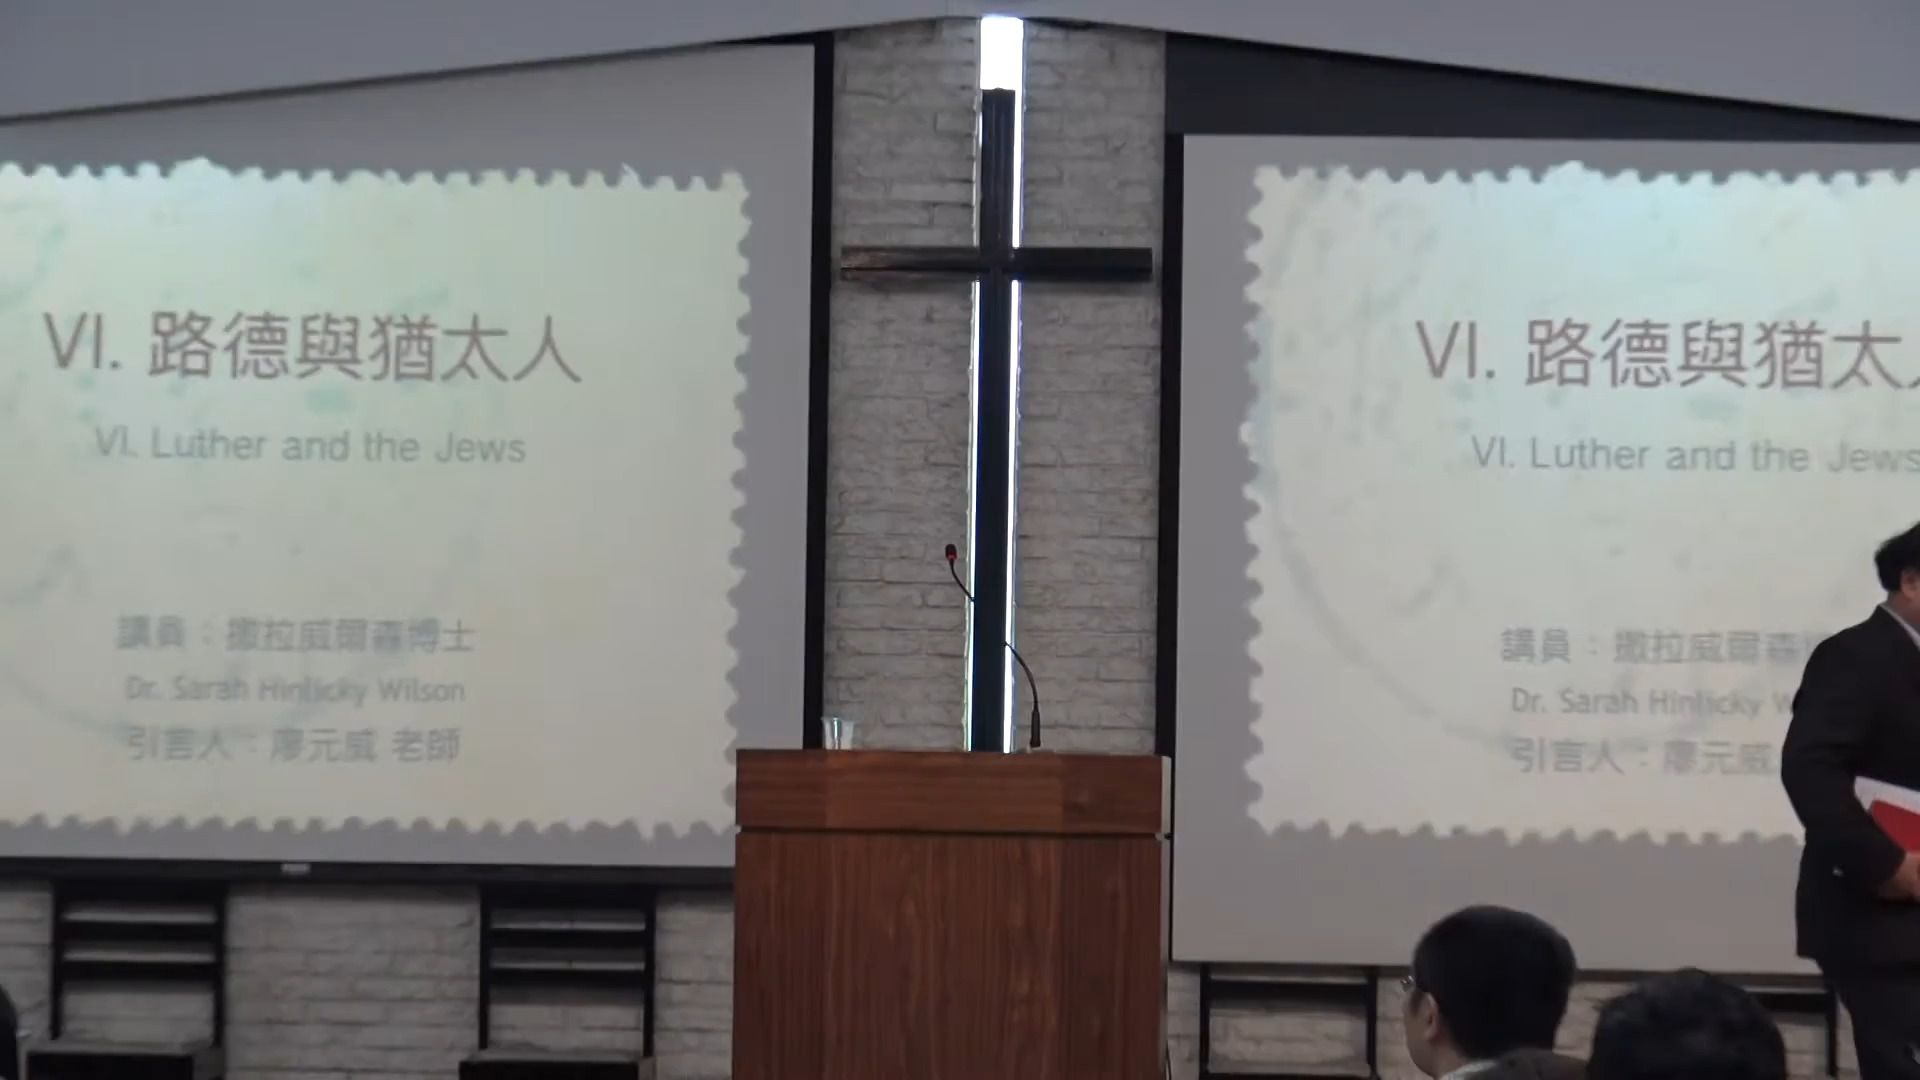 VI. 路德與猶太人
VI. Luther and the Jews
講員：撒拉威爾森博士
Dr. Sarah Hinlicky Wilson
引言人：廖元威 老師
VI. 路德與猶太
VI. Luther and the Jews
講員：撒拉威爾森
Dr. Sarah Hinlicky W
引言人：廖元威